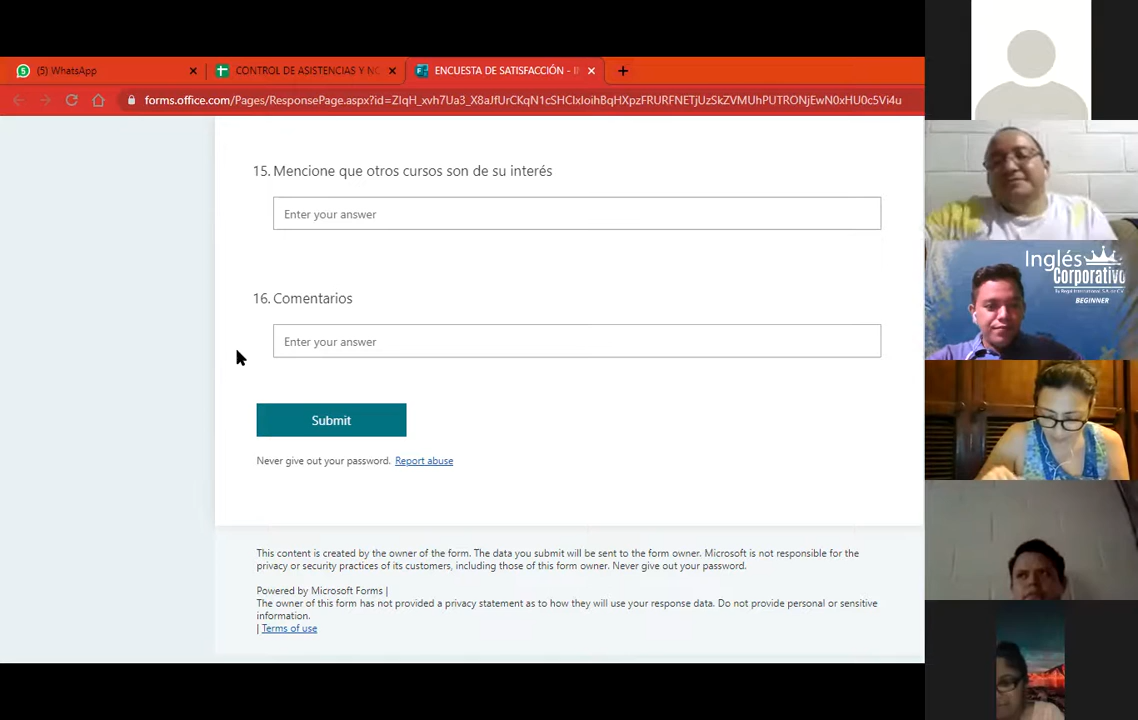 (5) WhatsApp
CONTROL DE ASISTENCIAS Y NO
ENCUESTA DE SATISFACCIÓN - I
forms.office.com/Pages/ResponsePage.aspx?id=ZIqH_xvh7Ua3_X8aJfUrCKqN1cSHClxIoihBqHXpzFRURFNETjUzSkZVMUhPUTRONjEwN0xHU0c5Vi4u
15. Mencione que otros cursos son de su interés
Enter your answer
16. Comentarios
Enter your answer
Submit
Never give out your password. Report abuse
This content is created by the owner of the form. The data you submit will be sent to the form owner. Microsoft is not responsible for the
privacy or security practices of its customers, including those of this form owner. Never give out your password.
Powered by Microsoft Forms |
The owner of this form has not provided a privacy statement as to how they will use your response data. Do not provide personal or sensitive
information.
| Terms of use
Inglés
Corporativo
BEGINNER